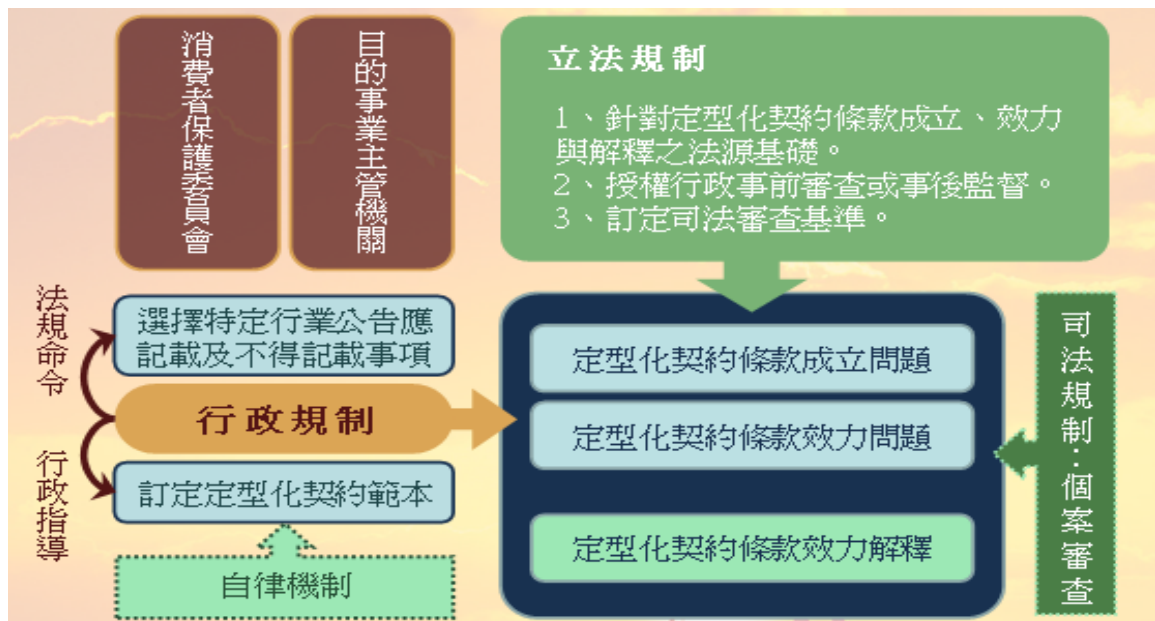 消費者保護委員會
目的事業主管機關
立法規制
1、針對定型化契約條款成立、效力
與解釋之法源基礎。
2、授權行政事前審查或事後監督。
3、訂定司法審查基準。
法規命令
選擇特定行業公告應
記載及不得記載事項
行政規制
行政指導
訂定定型化契約範本
自律機制
定型化契約條款成立問題
定型化契約條款效力問題
定型化契約條款效力解釋
司法規制：個案審查